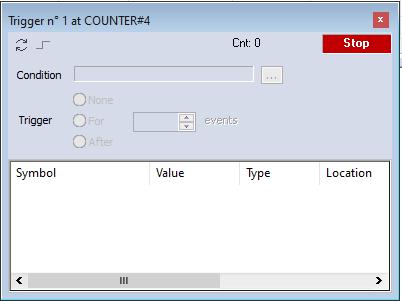 Trigger n° 1 at COUNTER#4 x
Cnt: 0 Stop
Condition ...
None
Trigger For events
After
Symbol Value Type Location